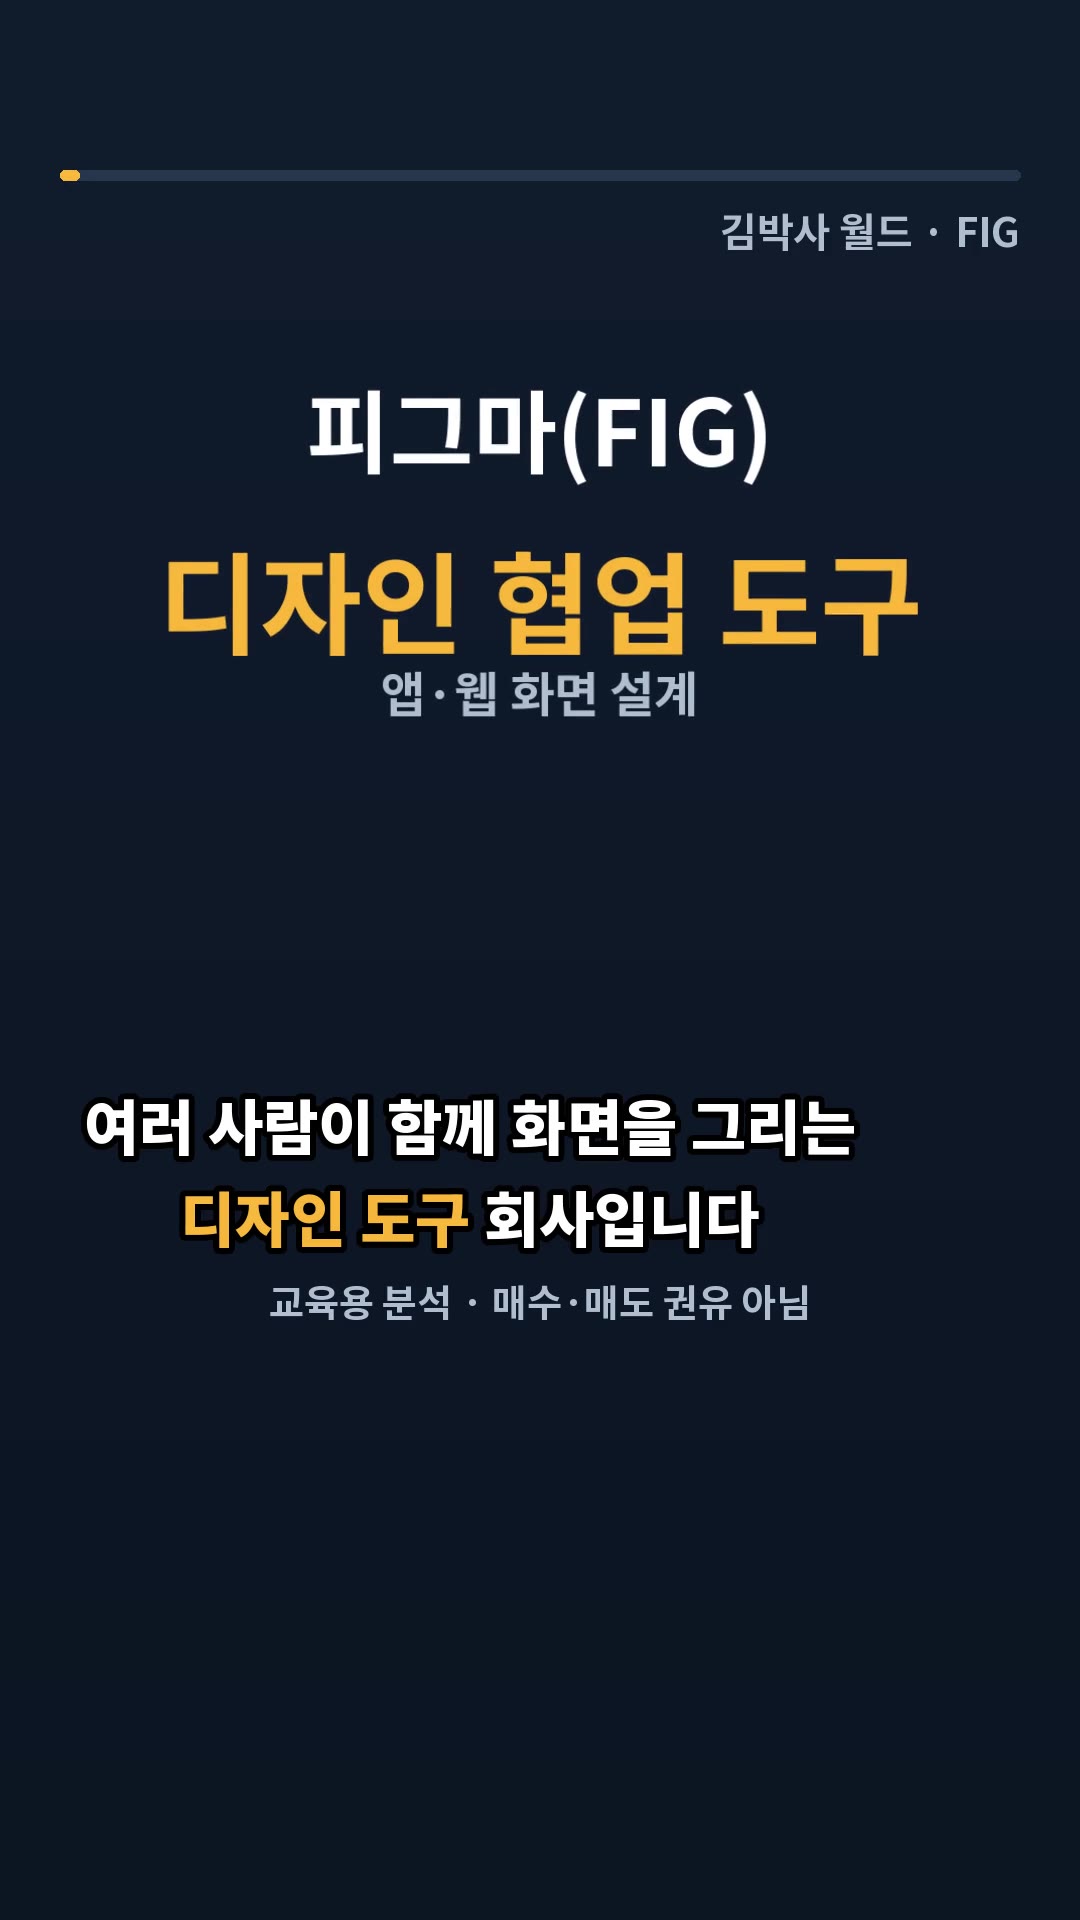 김박사 월드 · FIG
피그마(FIG)
디자인 협업 도구
앱·웹 화면 설계
여러 사람이 함께 화면을 그리는
디자인 도구 회사입니다
교육용 분석 · 매수·매도 권유 아님